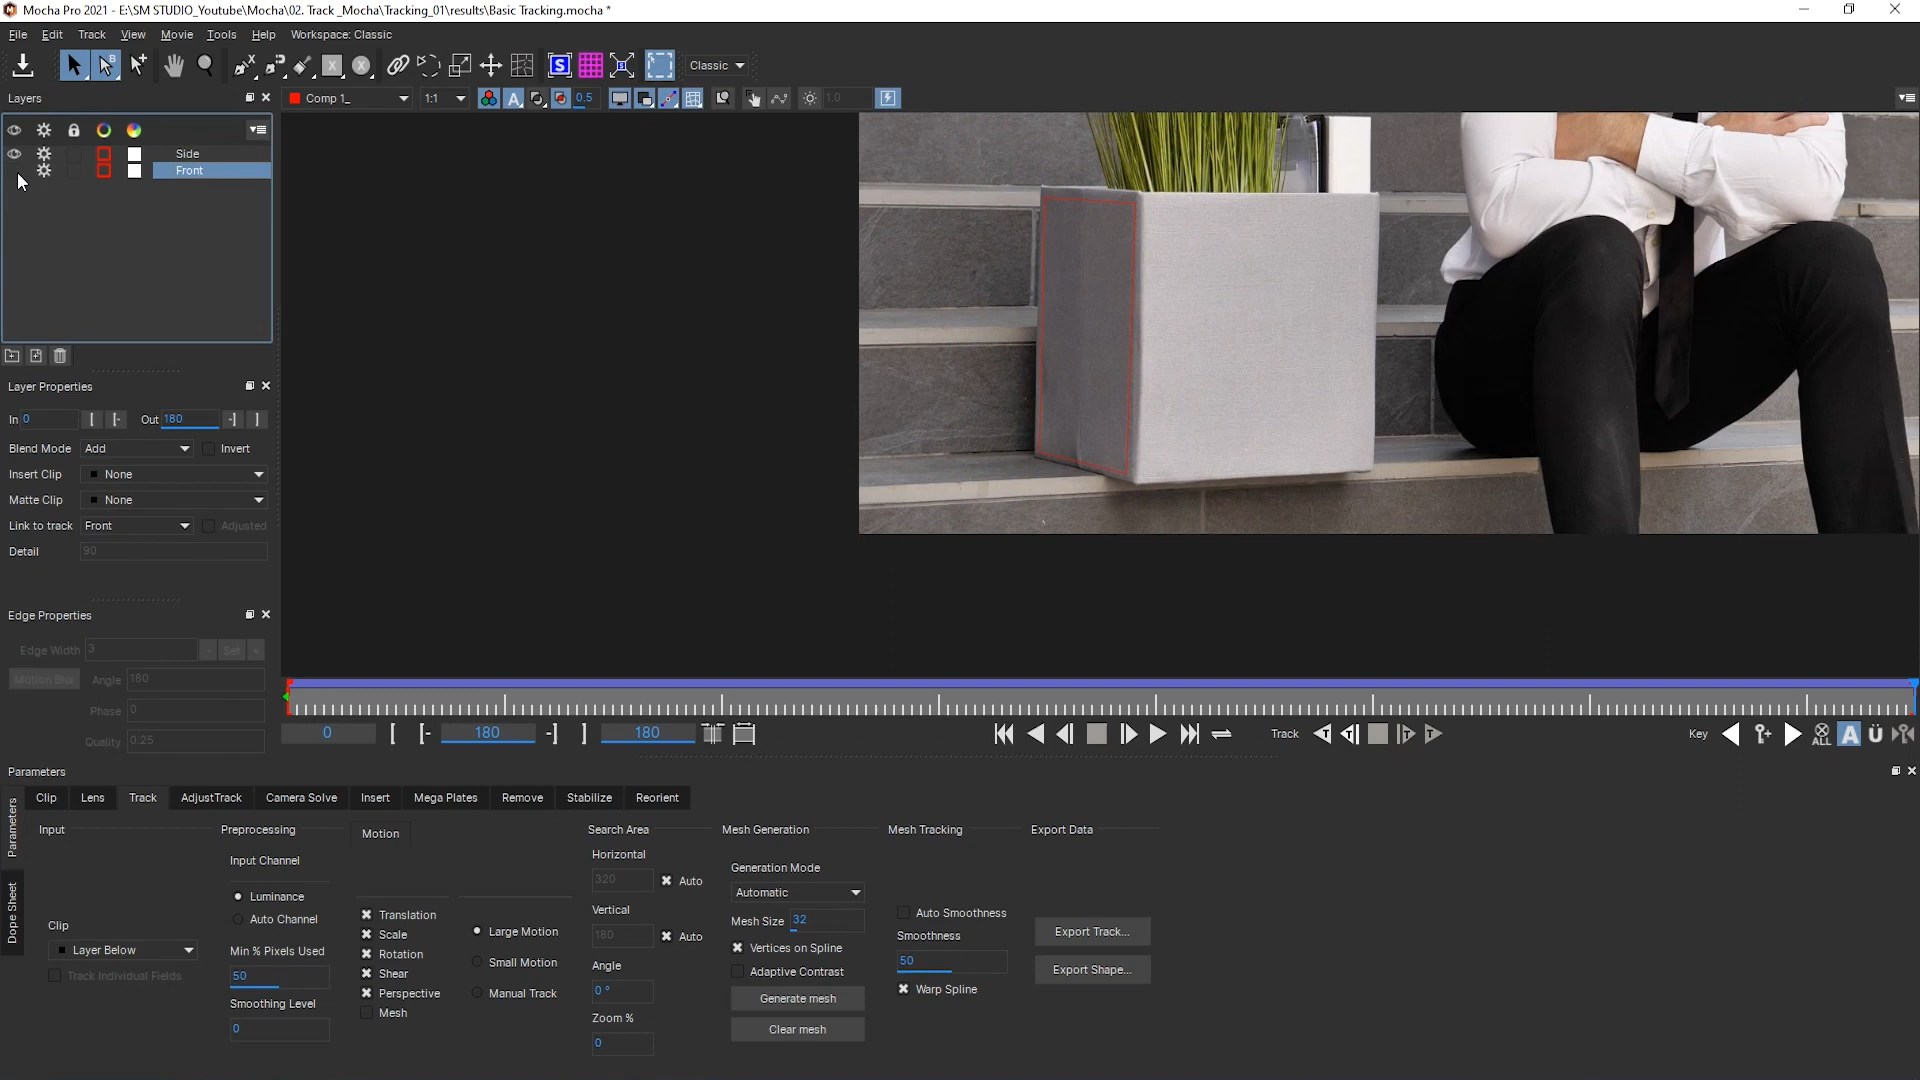 Mocha Pro 2021 - E:\SM STUDIO_Youtube\Mocha\02. Track _Mocha\Tracking_01\results\Basic Tracking.mocha *
File Edit Track View Movie Tools Help Workspace: Classic
Classic
Layers
Comp 1_ 1:1 A 0.5 1.0
Side
Front
Layer Properties
In 0 [ [- Out 180 -] ]
Blend Mode Add Invert
Insert Clip None
Matte Clip None
Link to track Front Adjusted
Detail 90
Edge Properties
Edge Width 3 - Set +
Motion Blur Angle 180
Phase 0
Quality 0.25
0 [ [- 180 -] ] 180 Track T T T T Key ALL A Ü
Parameters
Parameters
Dope Sheet
Clip Lens Track AdjustTrack Camera Solve Insert Mega Plates Remove Stabilize Reorient
Input
Clip
Layer Below
Track Individual Fields
Preprocessing
Input Channel
Luminance
Auto Channel
Min % Pixels Used
50
Smoothing Level
0
Motion
Translation
Scale
Rotation
Shear
Perspective
Mesh
Large Motion
Small Motion
Manual Track
Search Area
Horizontal
320 Auto
Vertical
180 Auto
Angle
0 °
Zoom %
0
Mesh Generation
Generation Mode
Automatic
Mesh Size 32
Vertices on Spline
Adaptive Contrast
Generate mesh
Clear mesh
Mesh Tracking
Auto Smoothness
Smoothness
50
Warp Spline
Export Data
Export Track...
Export Shape...